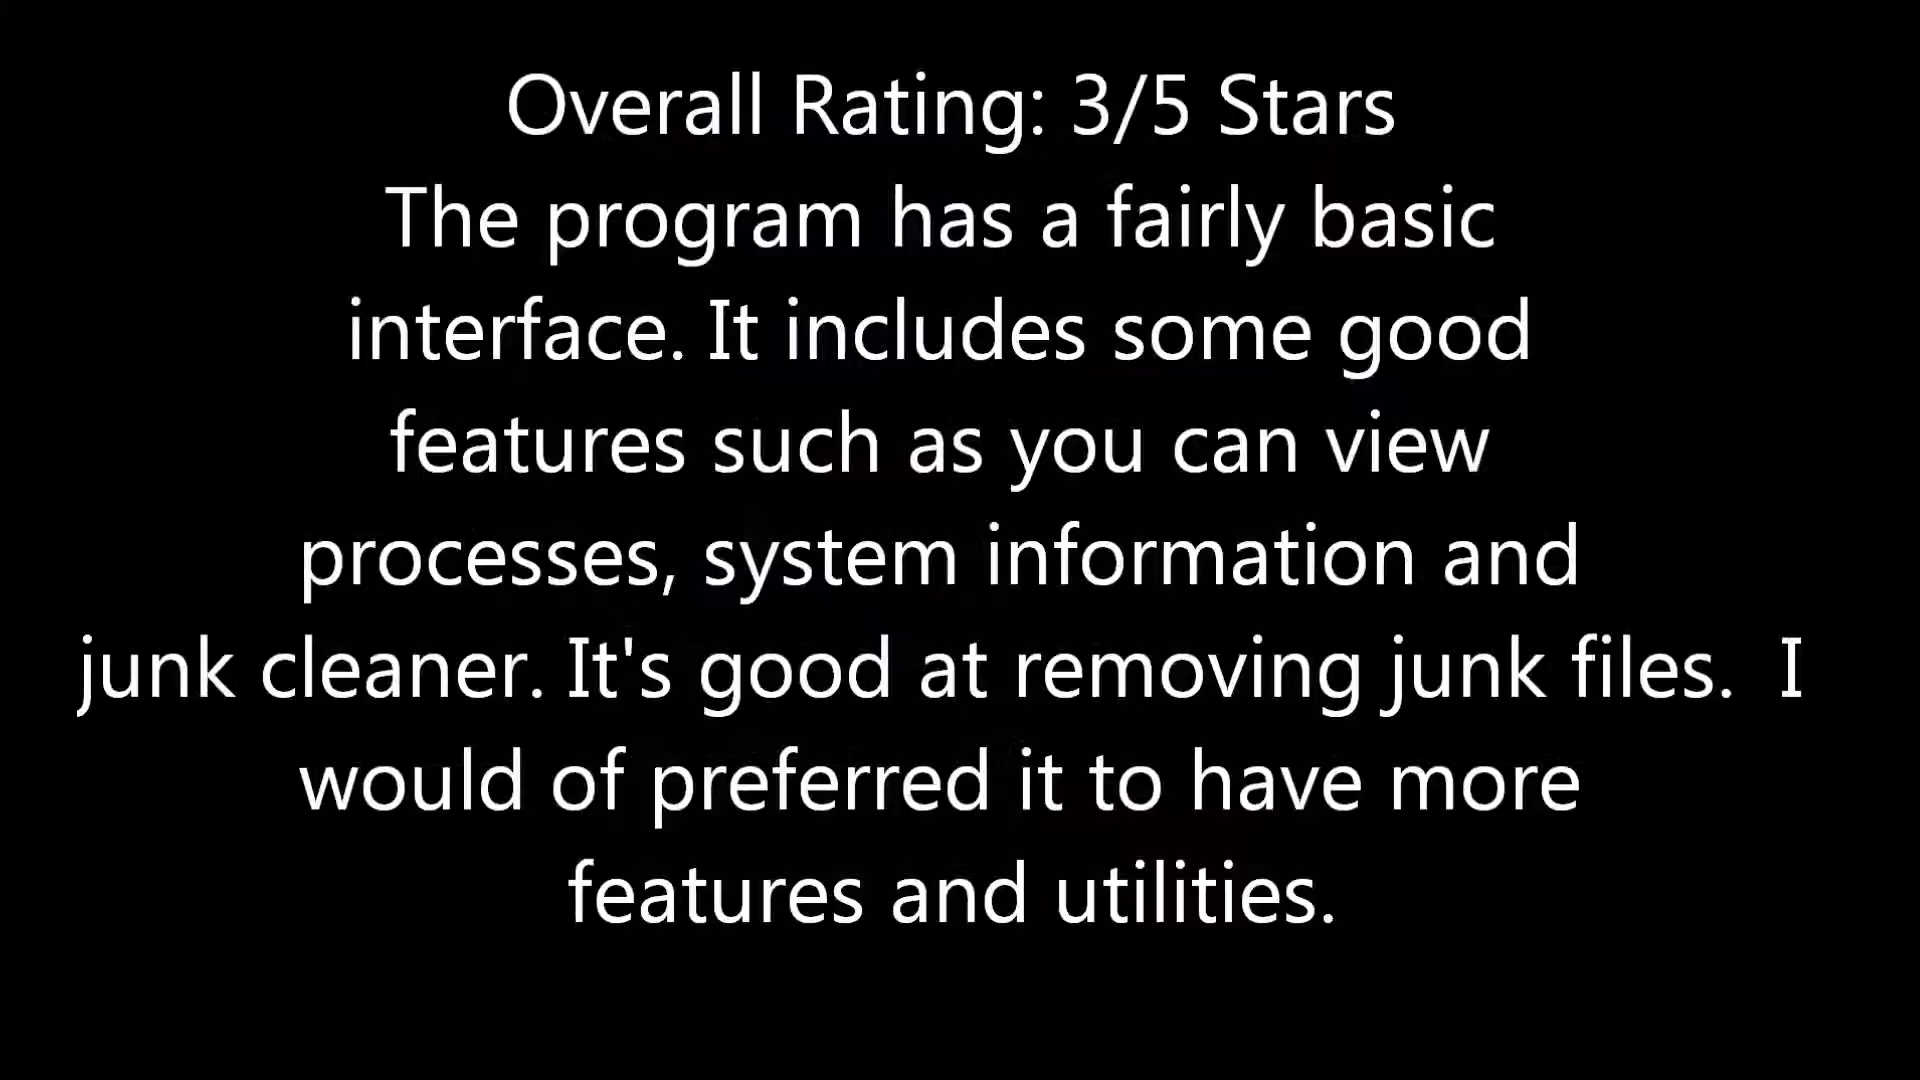 Overall Rating: 3/5 Stars
The program has a fairly basic
interface. It includes some good
features such as you can view
processes, system information and
junk cleaner. It's good at removing junk files.  I
would of preferred it to have more
features and utilities.